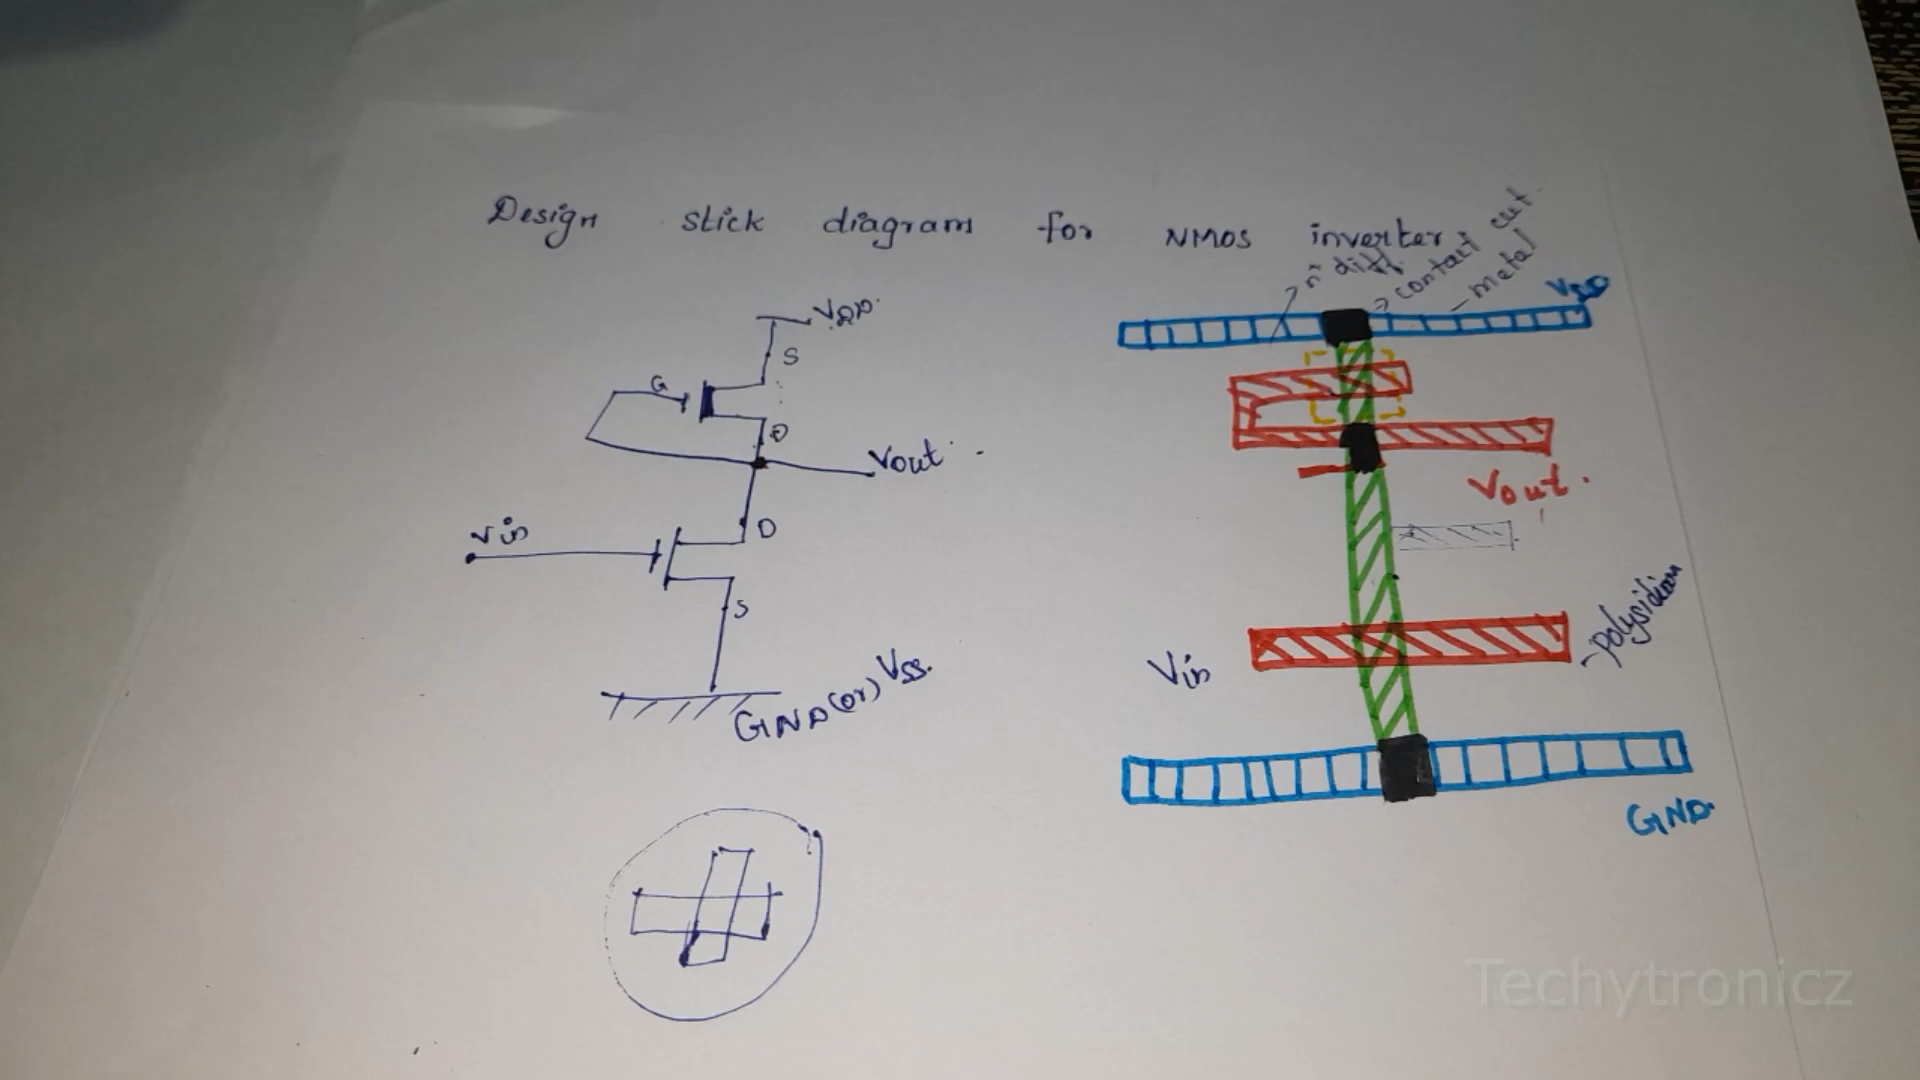 Design stick diagram for NMOS inverter
n+ diff.
contact cut
metal
VDD
VDD.
S
G
D
Vout
Vout.
Vin
D
S
polysilicon
Vin
GND (or) VSS.
GND.
Techytronicz